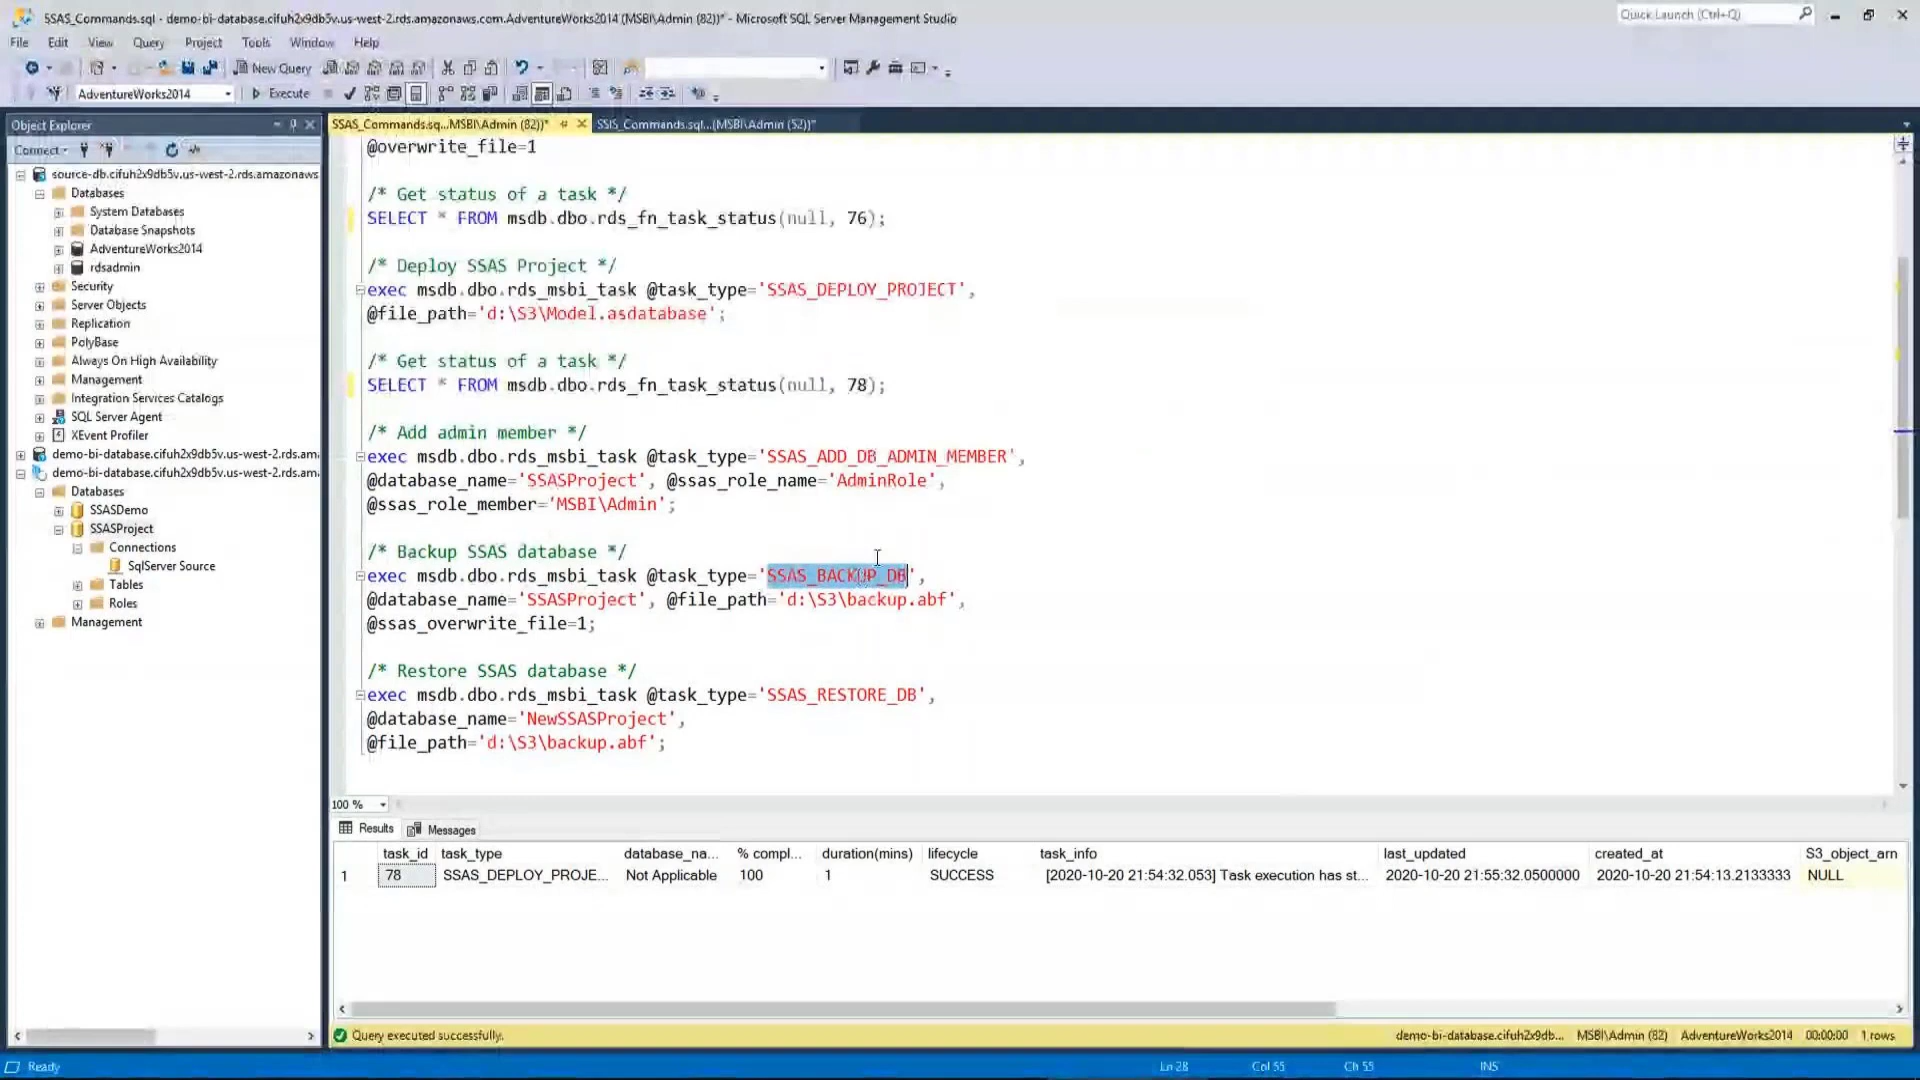 SSAS_Commands.sql - demo-bi-database.cifuh2x9db5v.us-west-2.rds.amazonaws.com.AdventureWorks2014 (MSBI\Admin (82))* - Microsoft SQL Server Management Studio
Quick Launch (Ctrl+Q)
File Edit View Query Project Tools Window Help
New Query
AdventureWorks2014 Execute
Object Explorer
Connect
source-db.cifuh2x9db5v.us-west-2.rds.amazonaws
Databases
System Databases
Database Snapshots
AdventureWorks2014
rdsadmin
Security
Server Objects
Replication
PolyBase
Always On High Availability
Management
Integration Services Catalogs
SQL Server Agent
XEvent Profiler
demo-bi-database.cifuh2x9db5v.us-west-2.rds.ama
demo-bi-database.cifuh2x9db5v.us-west-2.rds.ama
Databases
SSASDemo
SSASProject
Connections
SqlServer Source
Tables
Roles
Management
SSAS_Commands.sq...MSBI\Admin (82))* SSIS_Commands.sql...(MSBI\Admin (52))*
@overwrite_file=1
/* Get status of a task */
SELECT * FROM msdb.dbo.rds_fn_task_status(null, 76);
/* Deploy SSAS Project */
exec msdb.dbo.rds_msbi_task @task_type='SSAS_DEPLOY_PROJECT',
@file_path='d:\S3\Model.asdatabase';
/* Get status of a task */
SELECT * FROM msdb.dbo.rds_fn_task_status(null, 78);
/* Add admin member */
exec msdb.dbo.rds_msbi_task @task_type='SSAS_ADD_DB_ADMIN_MEMBER',
@database_name='SSASProject', @ssas_role_name='AdminRole',
@ssas_role_member='MSBI\Admin';
/* Backup SSAS database */
exec msdb.dbo.rds_msbi_task @task_type='SSAS_BACKUP_DB',
@database_name='SSASProject', @file_path='d:\S3\backup.abf',
@ssas_overwrite_file=1;
/* Restore SSAS database */
exec msdb.dbo.rds_msbi_task @task_type='SSAS_RESTORE_DB',
@database_name='NewSSASProject',
@file_path='d:\S3\backup.abf';
100 %
Results Messages
task_id task_type database_na... % compl... duration(mins) lifecycle task_info last_updated created_at S3_object_arn
1 78 SSAS_DEPLOY_PROJE... Not Applicable 100 1 SUCCESS [2020-10-20 21:54:32.053] Task execution has st... 2020-10-20 21:55:32.0500000 2020-10-20 21:54:13.2133333 NULL
Query executed successfully. demo-bi-database.cifuh2x9db... MSBI\Admin (82) AdventureWorks2014 00:00:00 1 rows
Ready Ln 28 Col 55 Ch 55 INS